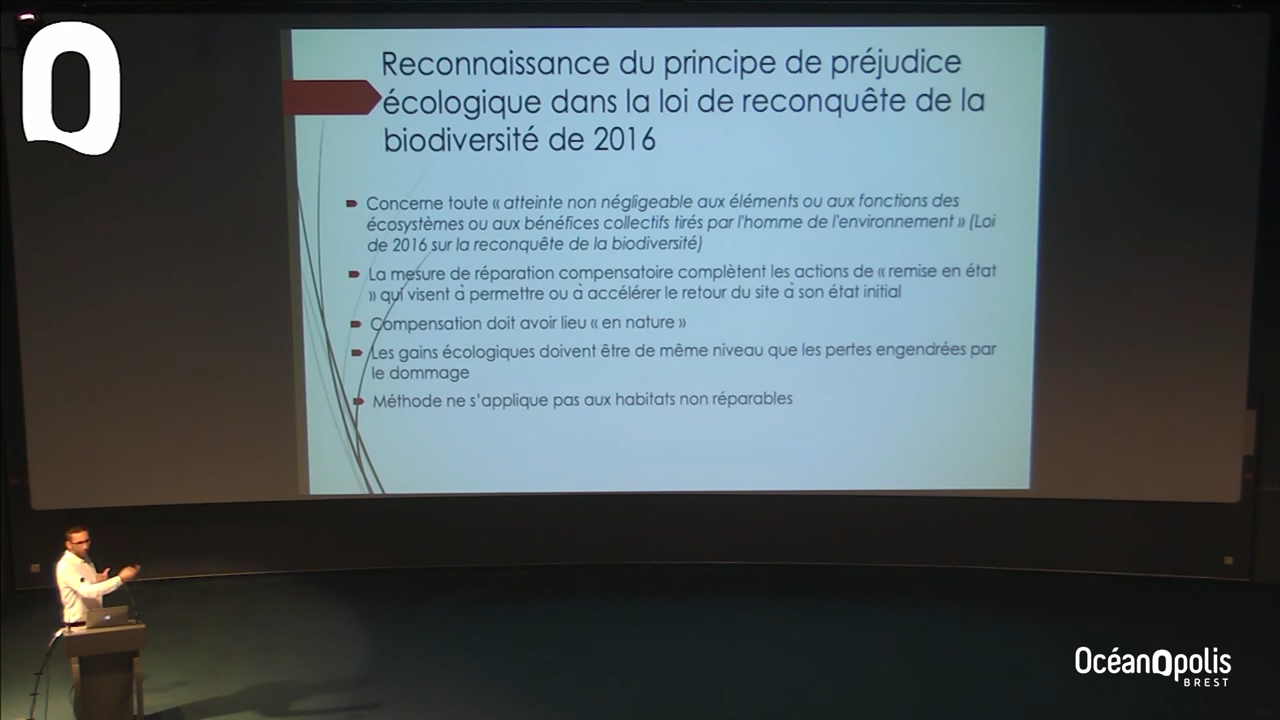 Reconnaissance du principe de préjudice
écologique dans la loi de reconquête de la
biodiversité de 2016
Concerne toute « atteinte non négligeable aux éléments ou aux fonctions des
écosystèmes ou aux bénéfices collectifs tirés par l'homme de l'environnement » (Loi
de 2016 sur la reconquête de la biodiversité)
La mesure de réparation compensatoire complètent les actions de « remise en état
» qui visent à permettre ou à accélérer le retour du site à son état initial
Compensation doit avoir lieu « en nature »
Les gains écologiques doivent être de même niveau que les pertes engendrées par
le dommage
Méthode ne s'applique pas aux habitats non réparables
OcéanOpolis
BREST